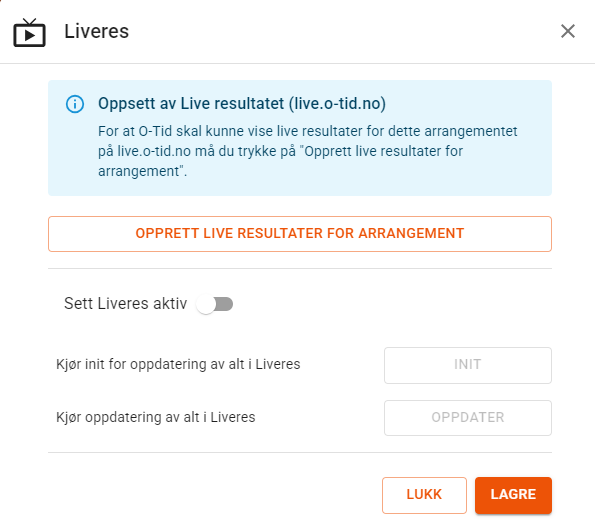 Liveres
Oppsett av Live resultatet (live.o-tid.no)
For at O-Tid skal kunne vise live resultater for dette arrangementet
på live.o-tid.no må du trykke på "Opprett live resultater for
arrangement".
OPPRETT LIVE RESULTATER FOR ARRANGEMENT
Sett Liveres aktiv
Kjør init for oppdatering av alt i Liveres
INIT
Kjør oppdatering av alt i Liveres
OPPDATER
LUKK
LAGRE